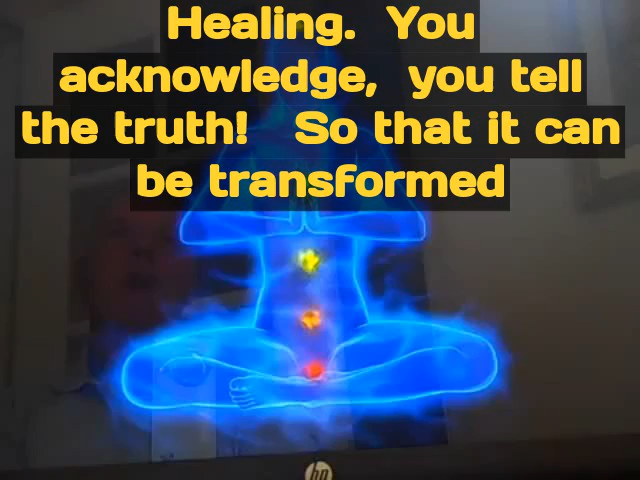 Healing.  You
acknowledge,  you tell
the truth!   So that it can
be transformed
hp